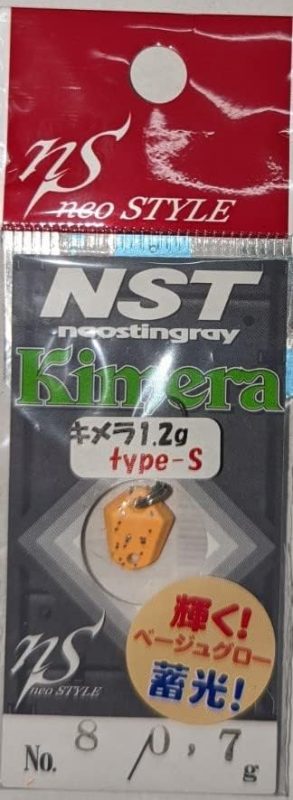 nS
neo STYLE
NST
neostingray
Kimera
キメラ1.2g
type-S
輝く!
ベージュグロー
蓄光!
nS
neo STYLE
No. 8 / 0,7g